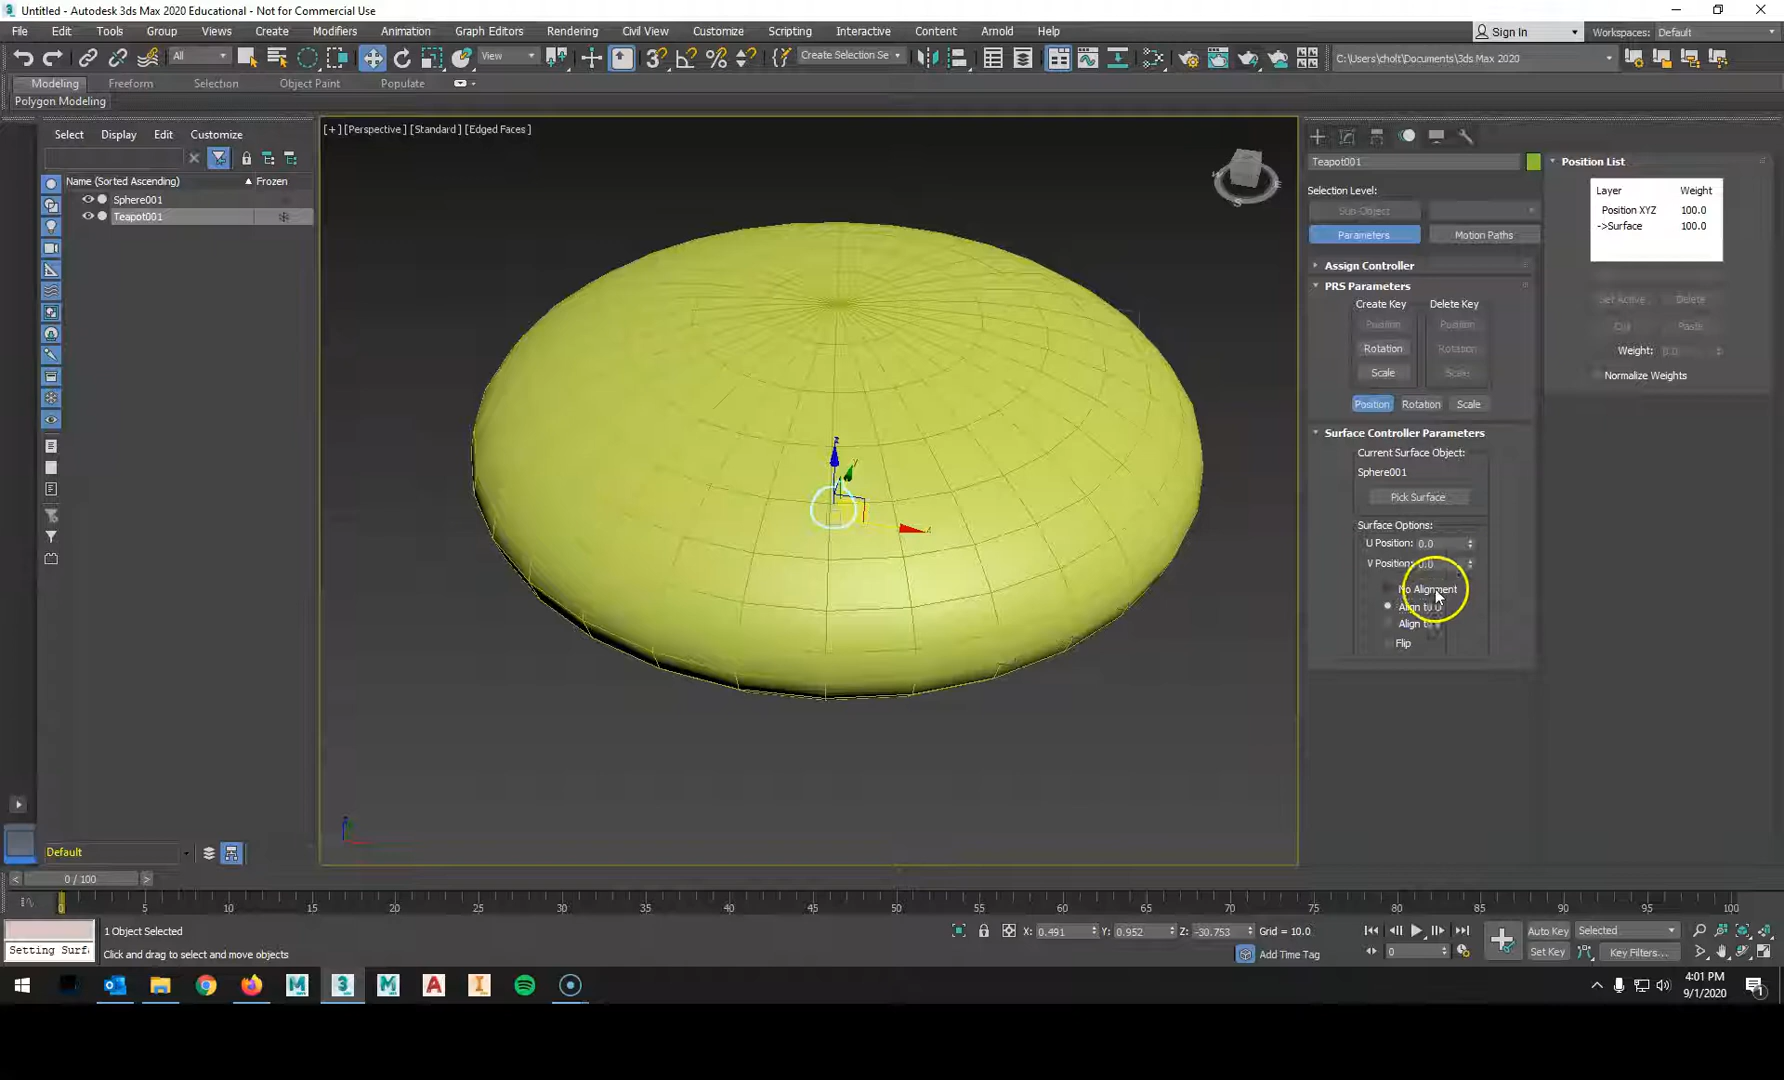 Untitled - Autodesk 3ds Max 2020 Educational - Not for Commercial Use
File Edit Tools Group Views Create Modifiers Animation Graph Editors Rendering Civil View Customize Scripting Interactive Content Arnold Help
Sign In
Workspaces: Default
All
View
Create Selection Se
C:\Users\cholt\Documents\3ds Max 2020
Modeling Freeform Selection Object Paint Populate
Polygon Modeling
Select Display Edit Customize
Name (Sorted Ascending) Frozen
Sphere001
Teapot001
[+] [Perspective] [Standard] [Edged Faces]
Teapot001
Selection Level:
Sub-Object
Parameters Motion Paths
Assign Controller
PRS Parameters
Create Key Delete Key
Position Position
Rotation Rotation
Scale Scale
Position Rotation Scale
Surface Controller Parameters
Current Surface Object:
Sphere001
Pick Surface
Surface Options:
U Position: 0.0
V Position: 0.0
No Alignment
Align to U
Align to
Flip
Position List
Layer Weight
Position XYZ 100.0
->Surface 100.0
Set Active Delete
Cut Paste
Weight: 0.0
Normalize Weights
Default
< 0 / 100 >
0 5 10 15 20 25 30 35 40 45 50 55 60 65 70 75 80 85 90 95 100
1 Object Selected
Setting Surf
Click and drag to select and move objects
X: 0.491 Y: 0.952 Z: -30.753 Grid = 10.0
Add Time Tag
0
Auto Key Selected
Set Key Key Filters...
4:01 PM
9/1/2020